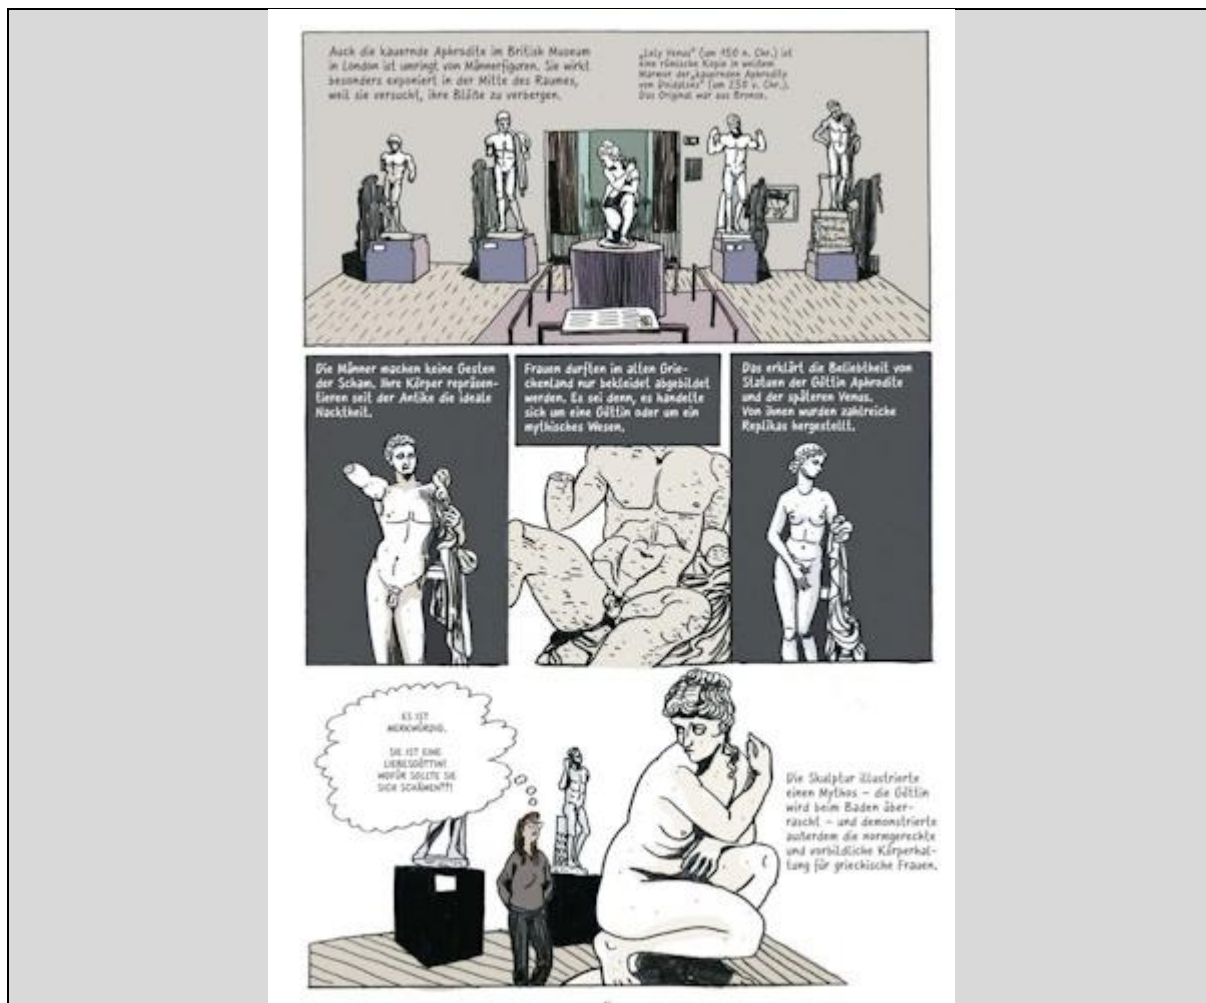 Auch die kauernde Aphrodite im British Museum
in London ist umringt von Männerfiguren. Sie wirkt
besonders exponiert in der Mitte des Raumes,
weil sie versucht, ihre Blöße zu verbergen.
„Lely Venus“ (um 150 n. Chr.) ist
eine römische Kopie in weißem
Marmor der „kauernden Aphrodite
von Doidalses“ (um 250 v. Chr.).
Das Original war aus Bronze.
Die Männer machen keine Gesten
der Scham. Ihre Körper repräsen-
tieren seit der Antike die ideale
Nacktheit.
Frauen durften im alten Grie-
chenland nur bekleidet abgebildet
werden. Es sei denn, es handelte
sich um eine Göttin oder um ein
mythisches Wesen.
Das erklärt die Beliebtheit von
Statuen der Göttin Aphrodite
und der späteren Venus.
Von ihnen wurden zahlreiche
Replikas hergestellt.
ES IST
MERKWÜRDIG.
SIE IST EINE
LIEBESGÖTTIN!
WOFÜR SOLLTE SIE
SICH SCHÄMEN??!
Die Skulptur illustrierte
einen Mythos – die Göttin
wird beim Baden über-
rascht – und demonstrierte
außerdem die normgerechte
und vorbildliche Körperhal-
tung für griechische Frauen.